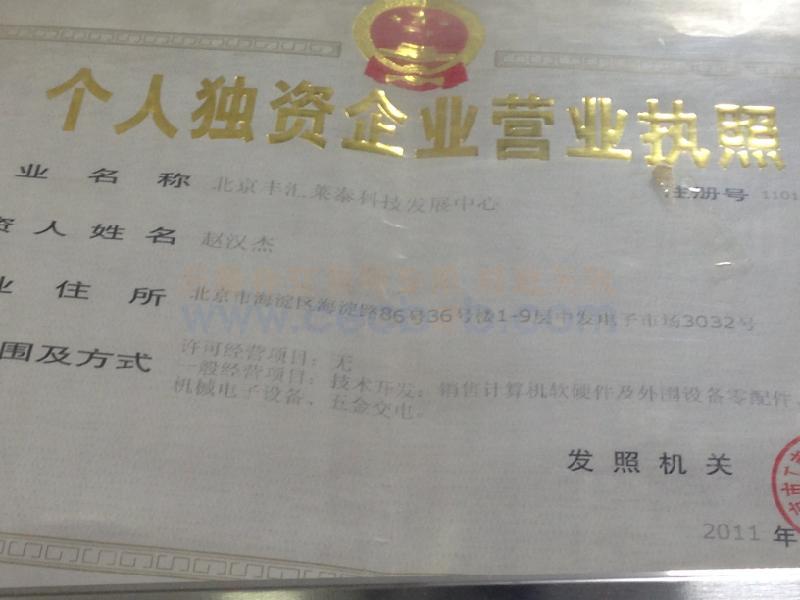 个人独资企业营业执照
注册号 1101
业名称 北京丰汇莱泰科技发展中心
资人姓名 赵汉杰
业住所 北京市海淀区海淀路86号36号楼1-9层中发电子市场3032号
围及方式 许可经营项目：无
一般经营项目：技术开发；销售计算机软硬件及外围设备零配件、
机械电子设备、五金交电。
发照机关
2011年